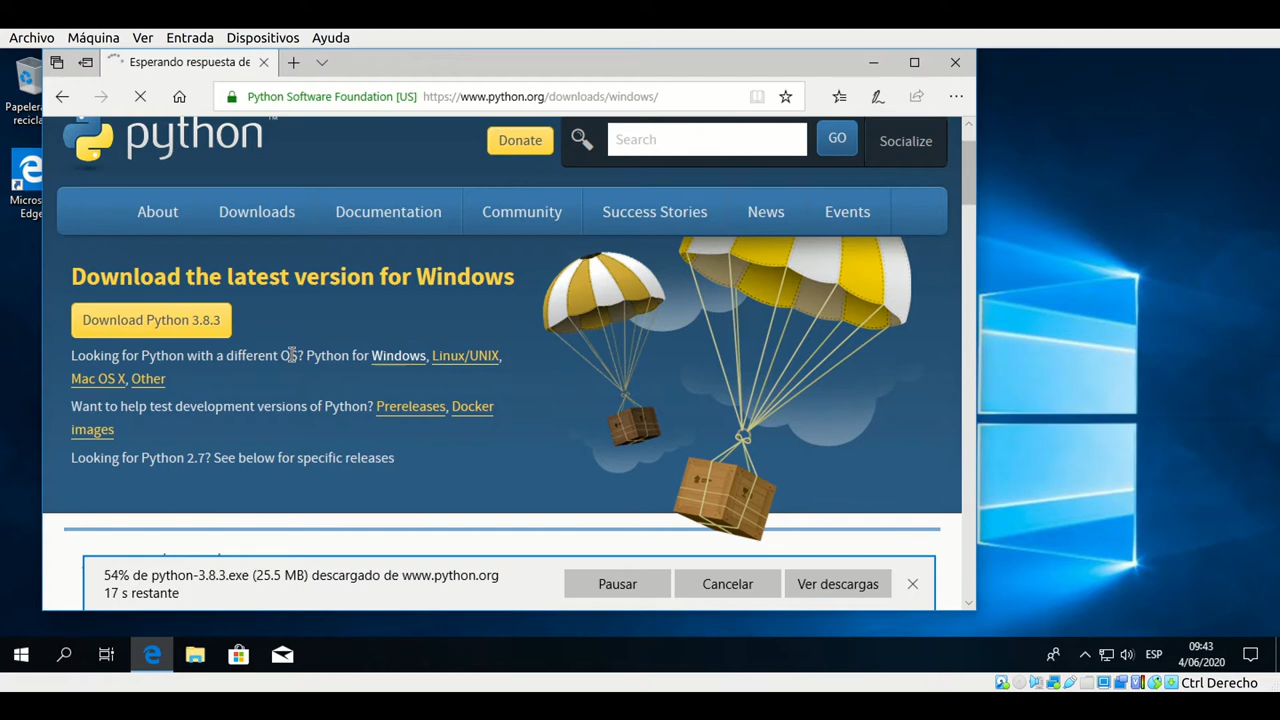 Archivo Máquina Ver Entrada Dispositivos Ayuda
Esperando respuesta de
Papelera
recicla
Python Software Foundation [US] https://www.python.org/downloads/windows/
python
TM
Donate
Search
GO
Socialize
Micros
Edge
About Downloads Documentation Community Success Stories News Events
Download the latest version for Windows
Download Python 3.8.3
Looking for Python with a different OS? Python for Windows, Linux/UNIX,
Mac OS X, Other
Want to help test development versions of Python? Prereleases, Docker
images
Looking for Python 2.7? See below for specific releases
54% de python-3.8.3.exe (25.5 MB) descargado de www.python.org
17 s restante
Pausar
Cancelar
Ver descargas
ESP
09:43
4/06/2020
Ctrl Derecho